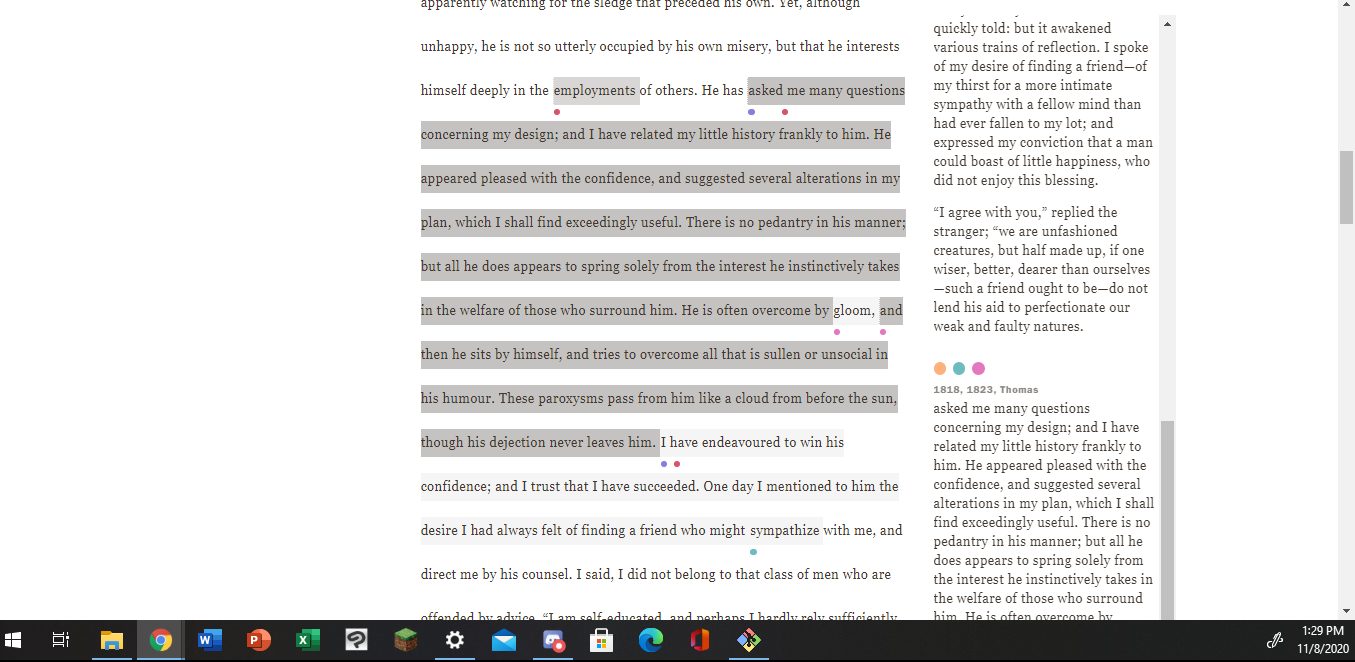 apparently watching for the sledge that preceded his own. Yet, although
unhappy, he is not so utterly occupied by his own misery, but that he interests
himself deeply in the employments of others. He has asked me many questions
concerning my design; and I have related my little history frankly to him. He
appeared pleased with the confidence, and suggested several alterations in my
plan, which I shall find exceedingly useful. There is no pedantry in his manner;
but all he does appears to spring solely from the interest he instinctively takes
in the welfare of those who surround him. He is often overcome by gloom, and
then he sits by himself, and tries to overcome all that is sullen or unsocial in
his humour. These paroxysms pass from him like a cloud from before the sun,
though his dejection never leaves him. I have endeavoured to win his
confidence; and I trust that I have succeeded. One day I mentioned to him the
desire I had always felt of finding a friend who might sympathize with me, and
direct me by his counsel. I said, I did not belong to that class of men who are
offended by advice. “I am self-educated, and perhaps I hardly rely sufficiently
quickly told: but it awakened
various trains of reflection. I spoke
of my desire of finding a friend—of
my thirst for a more intimate
sympathy with a fellow mind than
had ever fallen to my lot; and
expressed my conviction that a man
could boast of little happiness, who
did not enjoy this blessing.
“I agree with you,” replied the
stranger; “we are unfashioned
creatures, but half made up, if one
wiser, better, dearer than ourselves
—such a friend ought to be—do not
lend his aid to perfectionate our
weak and faulty natures.
1818, 1823, Thomas
asked me many questions
concerning my design; and I have
related my little history frankly to
him. He appeared pleased with the
confidence, and suggested several
alterations in my plan, which I shall
find exceedingly useful. There is no
pedantry in his manner; but all he
does appears to spring solely from
the interest he instinctively takes in
the welfare of those who surround
him. He is often overcome by
1:29 PM
11/8/2020